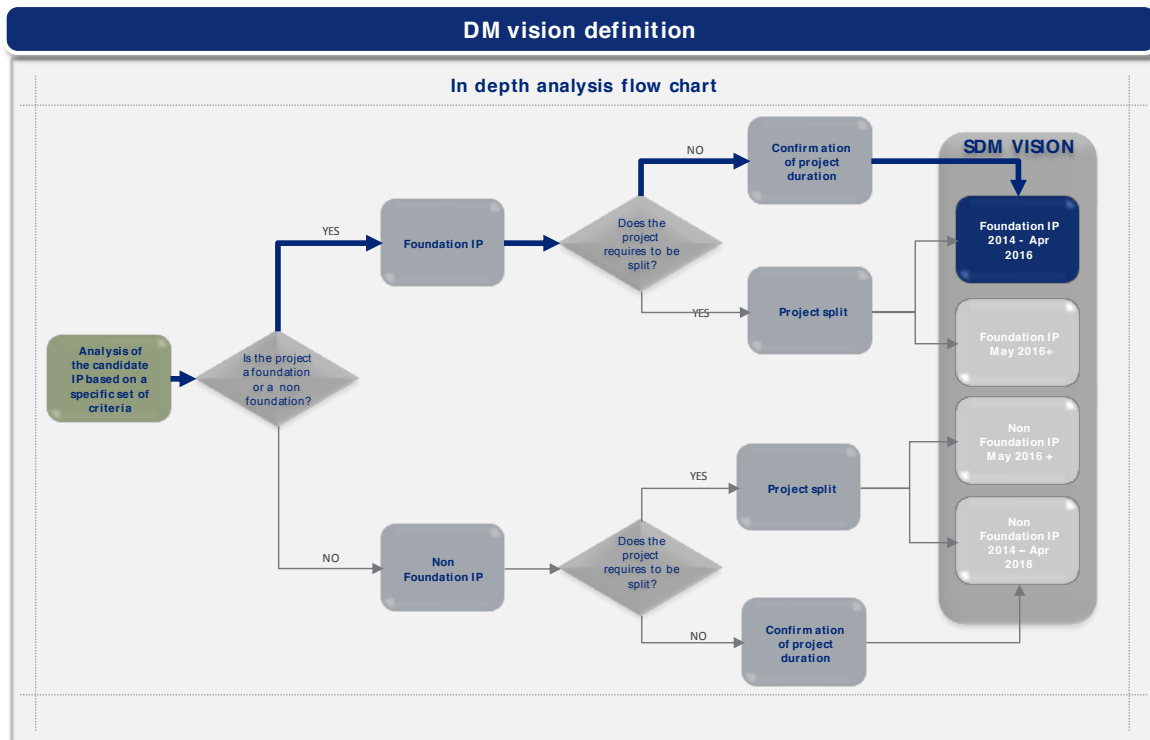 DM vision definition
In depth analysis flow chart
NO
Confirmation
of project
duration
SDM VISION
YES
Foundation IP
Does the
project
requires to be
split?
Foundation IP
2014 - Apr
2016
YES
Project split
Foundation IP
May 2016+
Analysis of
the candidate
IP based on a
specific set of
criteria
Is the project
a foundation
or a non
foundation?
Non
Foundation IP
May 2016 +
YES
Project split
NO
Non
Foundation IP
Does the
project
requires to be
split?
Non
Foundation IP
2014 – Apr
2016
NO
Confirmation
of project
duration